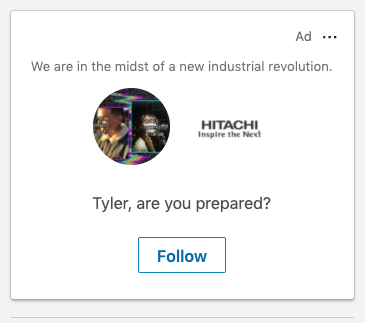 Ad ...
We are in the midst of a new industrial revolution.
HITACHI
Inspire the Next
Tyler, are you prepared?
Follow